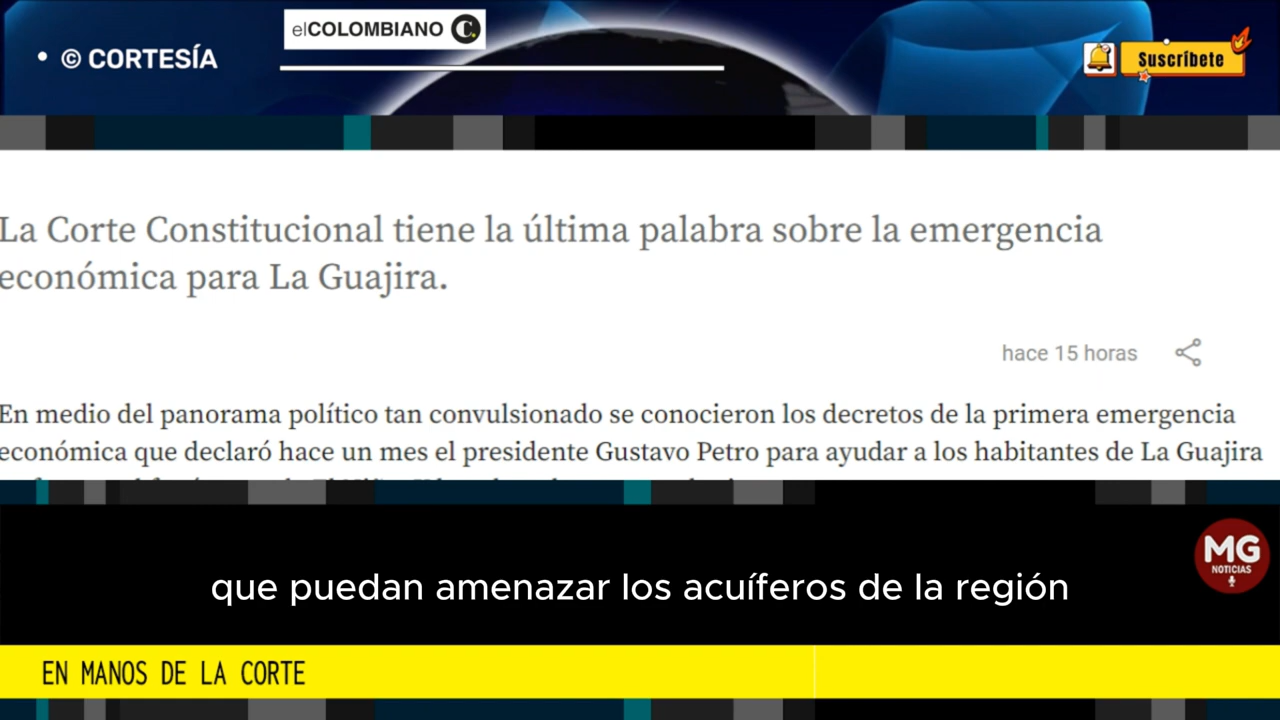 elCOLOMBIANO C.
• © CORTESÍA
Suscríbete
La Corte Constitucional tiene la última palabra sobre la emergencia
económica para La Guajira.
hace 15 horas
En medio del panorama político tan convulsionado se conocieron los decretos de la primera emergencia
económica que declaró hace un mes el presidente Gustavo Petro para ayudar a los habitantes de La Guajira
que puedan amenazar los acuíferos de la región
MG
NOTICIAS
EN MANOS DE LA CORTE